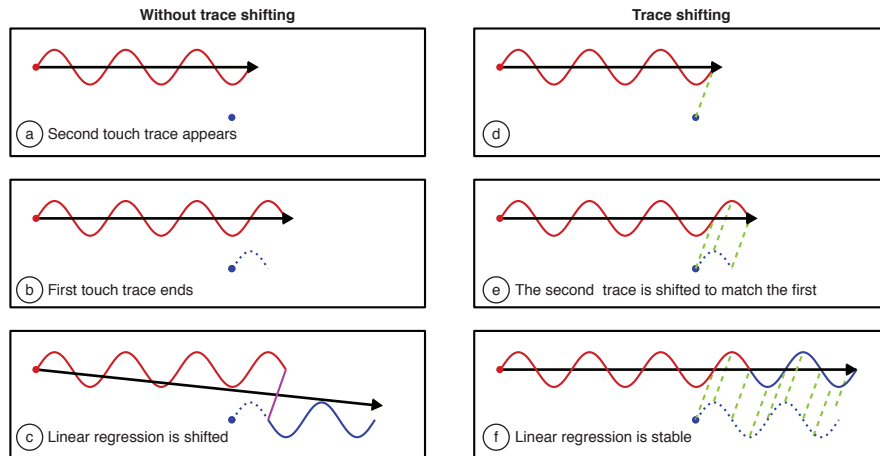 Without trace shifting
Trace shifting
a Second touch trace appears
d
b First touch trace ends
e The second trace is shifted to match the first
c Linear regression is shifted
f Linear regression is stable